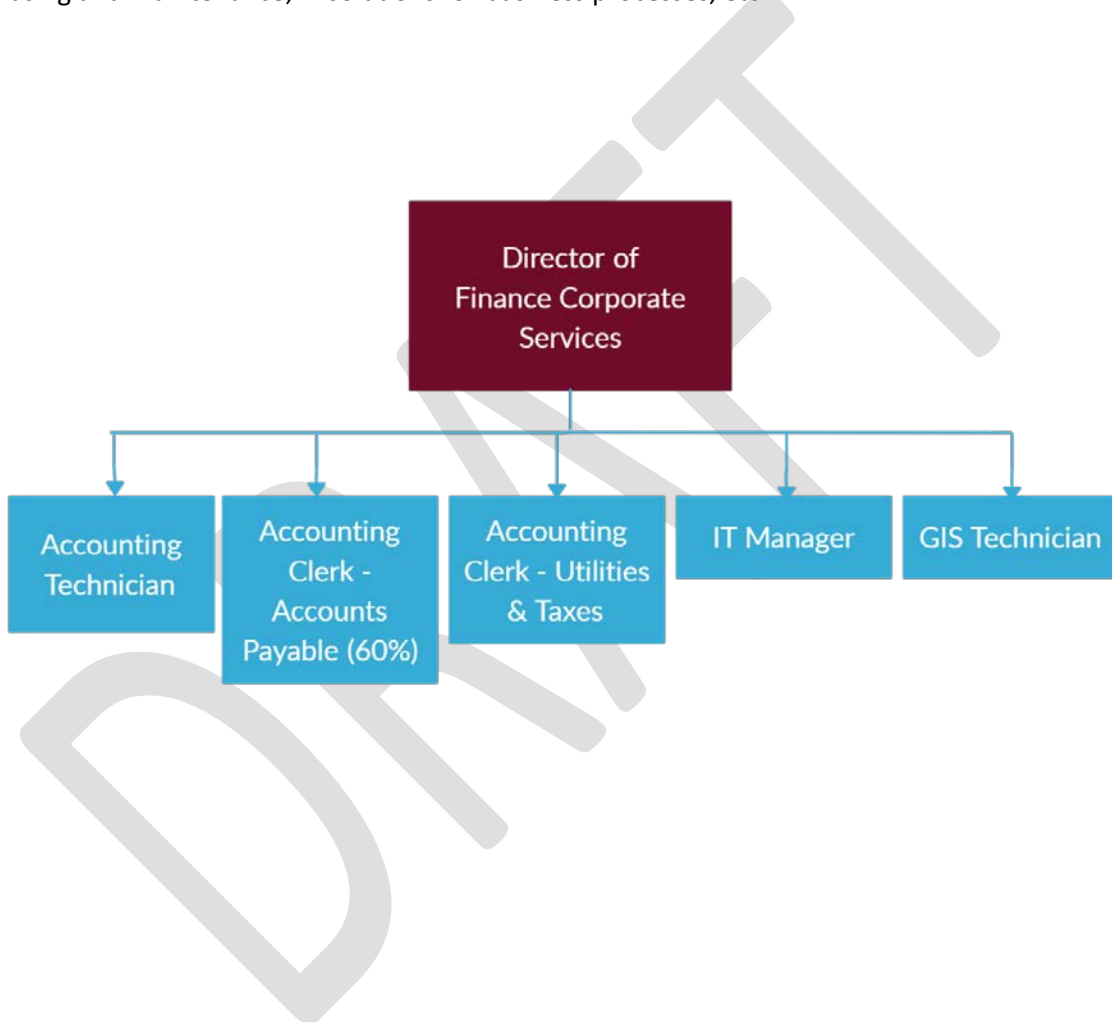 Director of
Finance Corporate
Services
Accounting
Technician
Accounting
Clerk -
Accounts
Payable (60%)
Accounting
Clerk - Utilities
& Taxes
IT Manager
GIS Technician
DRAFT